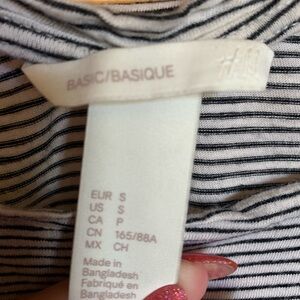 BASIC/BASIQUE
H&M
EUR S
US S
CA P
CN 165/88A
MX CH
Made in
Bangladesh
Fabriqué en
Bangladesh